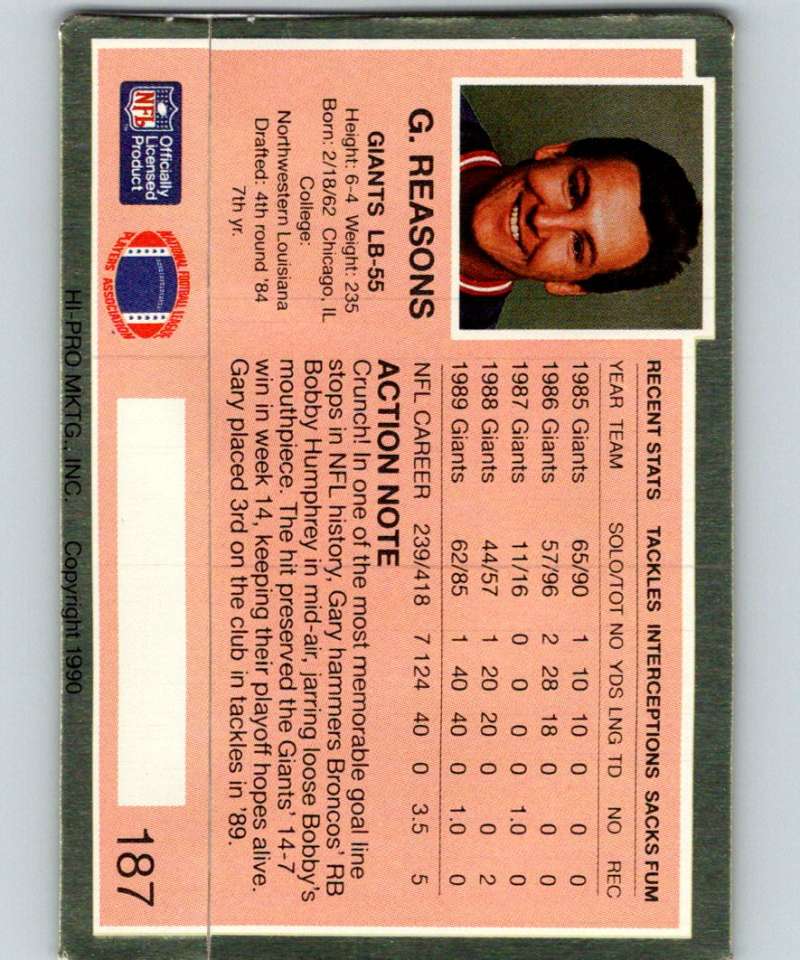 G. REASONS
GIANTS LB-55
Height: 6-4 Weight: 235
Born: 2/18/62 Chicago, IL
College:
Northwestern Louisiana
Drafted: 4th round '84
7th yr.
NFL
Officially
Licensed
Product
NATIONAL FOOTBALL LEAGUE
PLAYERS ASSOCIATION
RECENT STATS TACKLES INTERCEPTIONS SACKS FUM
YEAR TEAM SOLO/TOT NO YDS LNG TD NO REC
1985 Giants 65/90 1 10 10 0 0 0
1986 Giants 57/96 2 28 18 0 0 0
1987 Giants 11/16 0 0 0 0 1.0 0
1988 Giants 44/57 1 20 20 0 0 2
1989 Giants 62/85 1 40 40 0 1.0 0
NFL CAREER 239/418 7 124 40 0 3.5 5
ACTION NOTE
Crunch! In one of the most memorable goal line
stops in NFL history, Gary hammers Broncos' RB
Bobby Humphrey in mid-air, jarring loose Bobby's
mouthpiece. The hit preserved the Giants' 14-7
win in week 14, keeping their playoff hopes alive.
Gary placed 3rd on the club in tackles in '89.
187
HI-PRO MKTG., INC. Copyright 1990